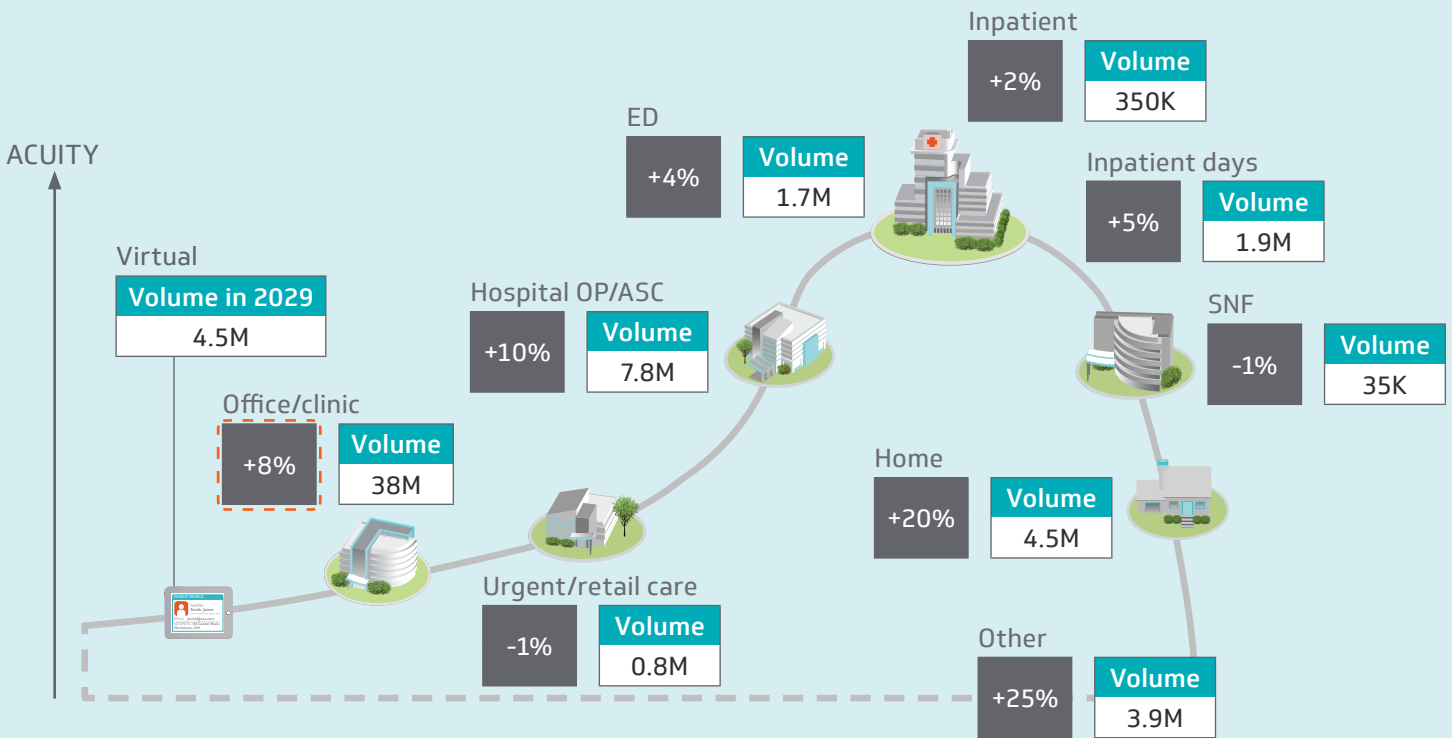 ACUITY
Virtual
Volume in 2029
4.5M
Office/clinic
+8%
Volume
38M
Urgent/retail care
-1%
Volume
0.8M
Hospital OP/ASC
+10%
Volume
7.8M
ED
+4%
Volume
1.7M
Inpatient
+2%
Volume
350K
Inpatient days
+5%
Volume
1.9M
SNF
-1%
Volume
35K
Home
+20%
Volume
4.5M
Other
+25%
Volume
3.9M
PATIENT PROFILE